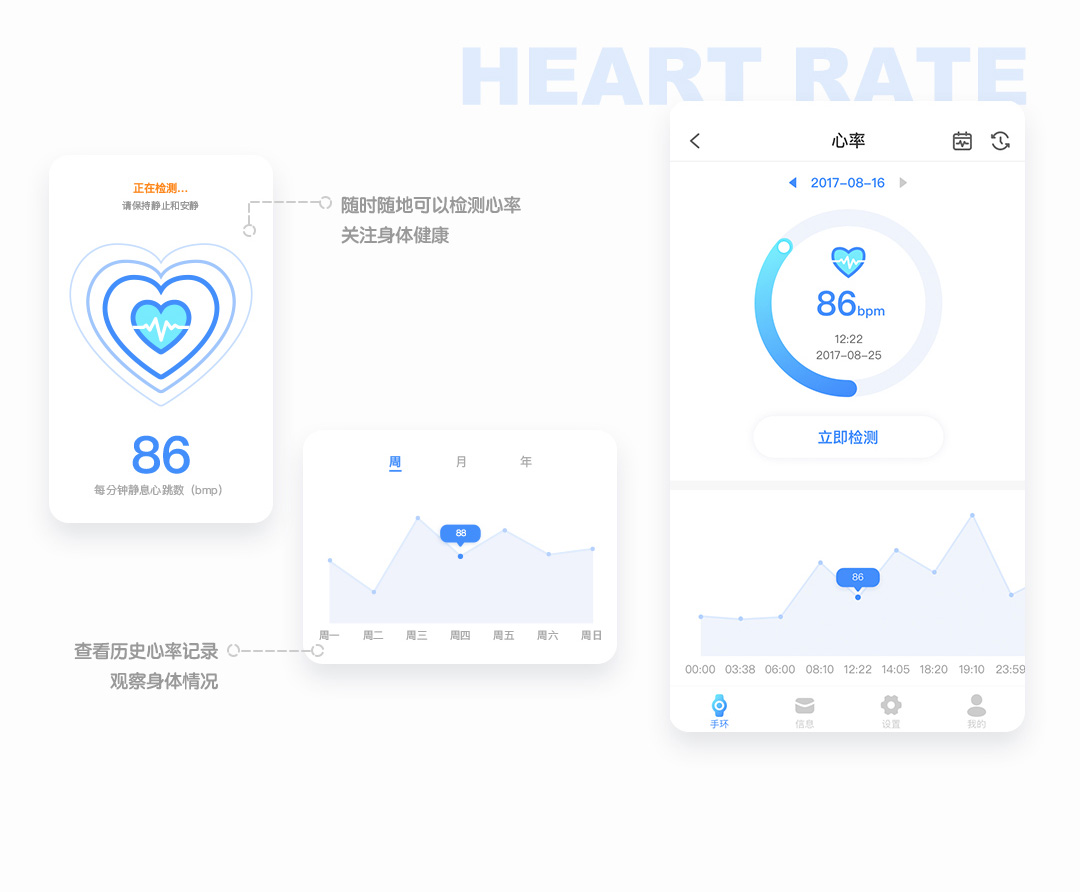 HEART RATE
正在检测...
请保持静止和安静
86
每分钟静息心跳数（bmp）
随时随地可以检测心率
关注身体健康
周 月 年
88
周一 周二 周三 周四 周五 周六 周日
查看历史心率记录
观察身体情况
心率
2017-08-16
86bpm
12:22
2017-08-25
立即检测
86
00:00 03:38 06:00 08:10 12:22 14:05 18:20 19:10 23:59
手环 信息 设置 我的